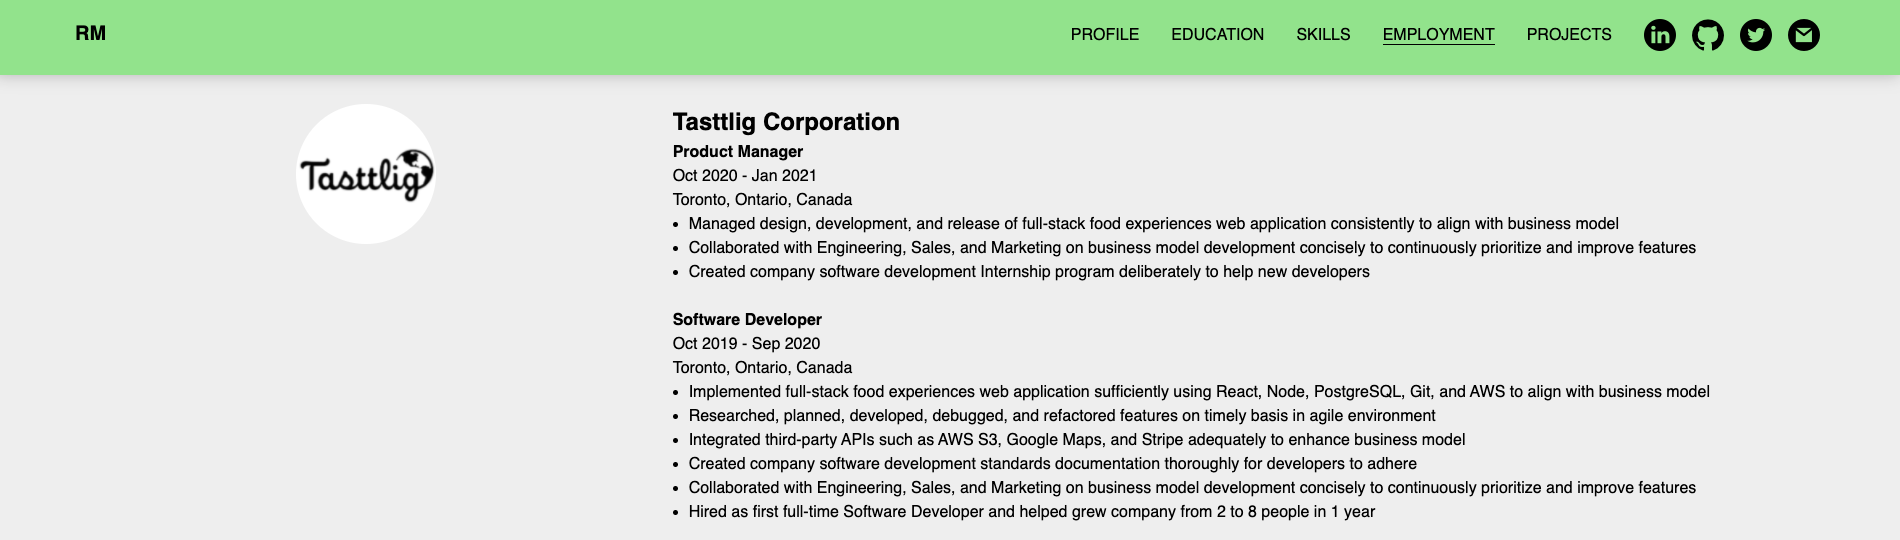 RM
PROFILE EDUCATION SKILLS EMPLOYMENT PROJECTS
Tasttlig
Tasttlig Corporation
Product Manager
Oct 2020 - Jan 2021
Toronto, Ontario, Canada
• Managed design, development, and release of full-stack food experiences web application consistently to align with business model
• Collaborated with Engineering, Sales, and Marketing on business model development concisely to continuously prioritize and improve features
• Created company software development Internship program deliberately to help new developers
Software Developer
Oct 2019 - Sep 2020
Toronto, Ontario, Canada
• Implemented full-stack food experiences web application sufficiently using React, Node, PostgreSQL, Git, and AWS to align with business model
• Researched, planned, developed, debugged, and refactored features on timely basis in agile environment
• Integrated third-party APIs such as AWS S3, Google Maps, and Stripe adequately to enhance business model
• Created company software development standards documentation thoroughly for developers to adhere
• Collaborated with Engineering, Sales, and Marketing on business model development concisely to continuously prioritize and improve features
• Hired as first full-time Software Developer and helped grew company from 2 to 8 people in 1 year